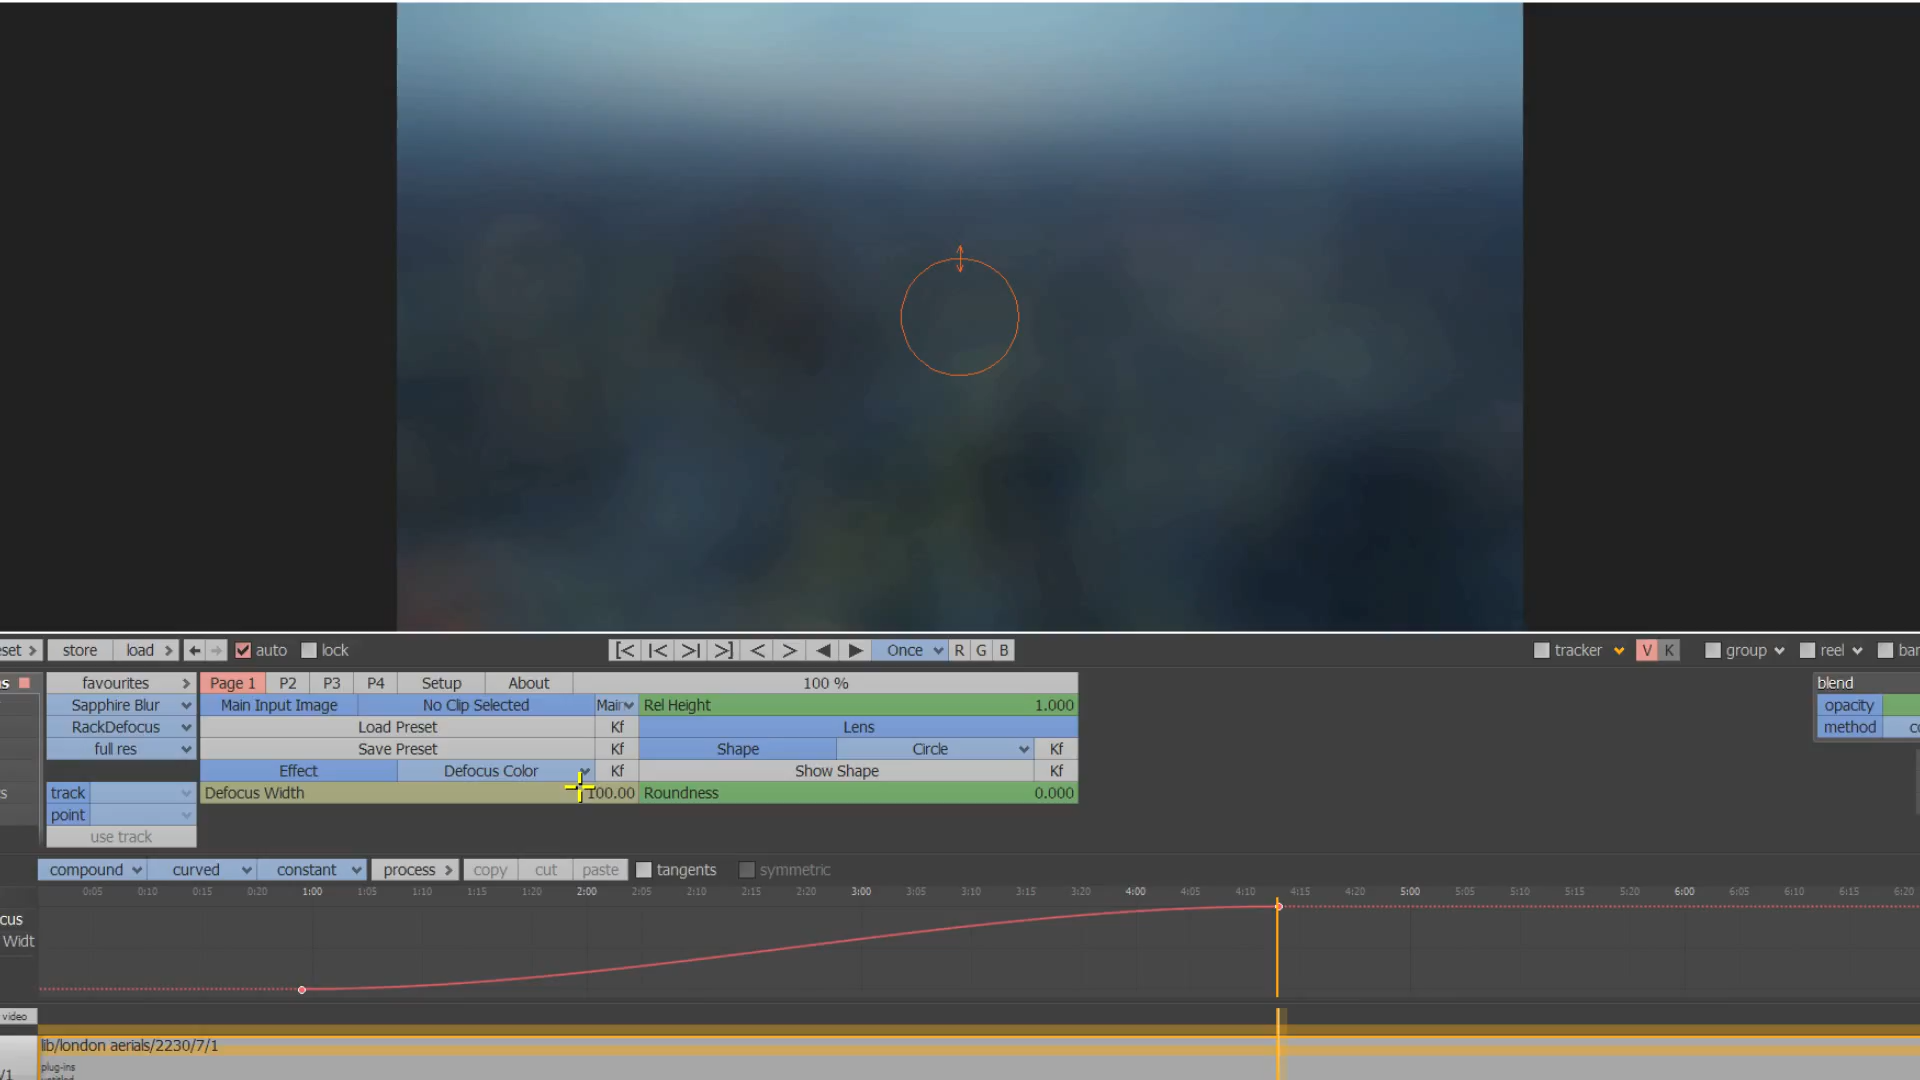 eset > store load > auto lock [< |< >| >] < > Once R G B tracker V K group reel bar
s favourites > Page 1 P2 P3 P4 Setup About 100 % blend
Sapphire Blur Main Input Image No Clip Selected Main Rel Height 1.000 opacity
RackDefocus Load Preset Kf Lens method co
full res Save Preset Kf Shape Circle Kf
Effect Defocus Color Kf Show Shape Kf
s track Defocus Width 100.00 Roundness 0.000
point
use track
compound curved constant process > copy cut paste tangents symmetric
0:05 0:10 0:15 0:20 1:00 1:05 1:10 1:15 1:20 2:00 2:05 2:10 2:15 2:20 3:00 3:05 3:10 3:15 3:20 4:00 4:05 4:10 4:15 4:20 5:00 5:05 5:10 5:15 5:20 6:00 6:05 6:10 6:15 6:20
cus
Widt
video
lib/london aerials/2230/7/1
plug-ins
/1